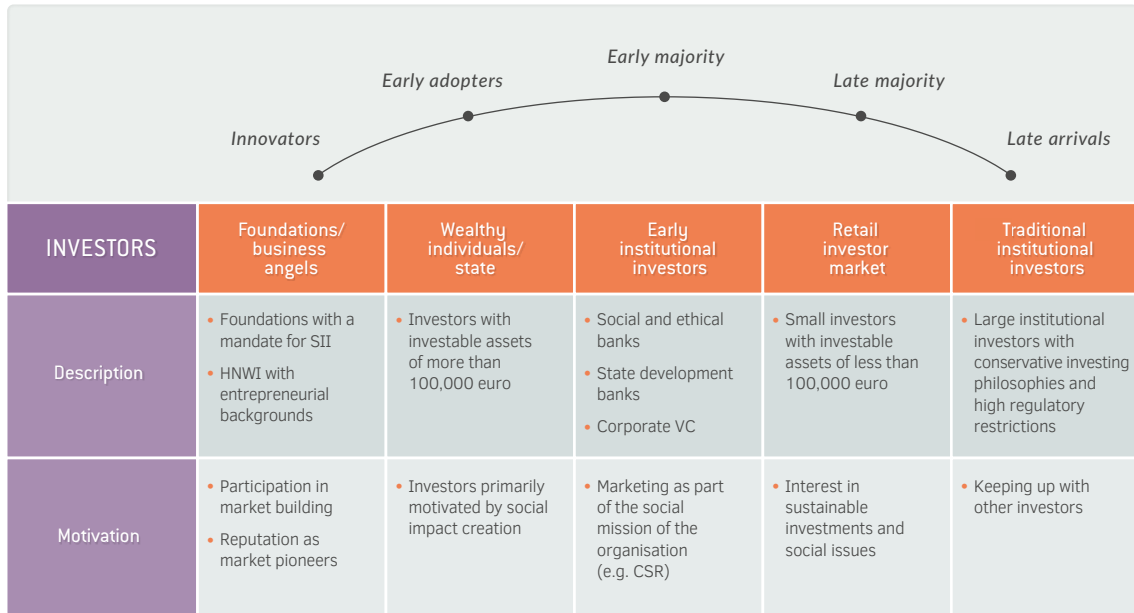 Early majority
Early adopters
Late majority
Innovators
Late arrivals
INVESTORS
Foundations/
business
angels
Wealthy
individuals/
state
Early
institutional
investors
Retail
investor
market
Traditional
institutional
investors
Description
• Foundations with a
mandate for SII
• HNWI with
entrepreneurial
backgrounds
• Investors with
investable assets
of more than
100,000 euro
• Social and ethical
banks
• State development
banks
• Corporate VC
• Small investors
with investable
assets of less than
100,000 euro
• Large institutional
investors with
conservative investing
philosophies and
high regulatory
restrictions
Motivation
• Participation in
market building
• Reputation as
market pioneers
• Investors primarily
motivated by social
impact creation
• Marketing as part
of the social
mission of the
organisation
(e.g. CSR)
• Interest in
sustainable
investments and
social issues
• Keeping up with
other investors